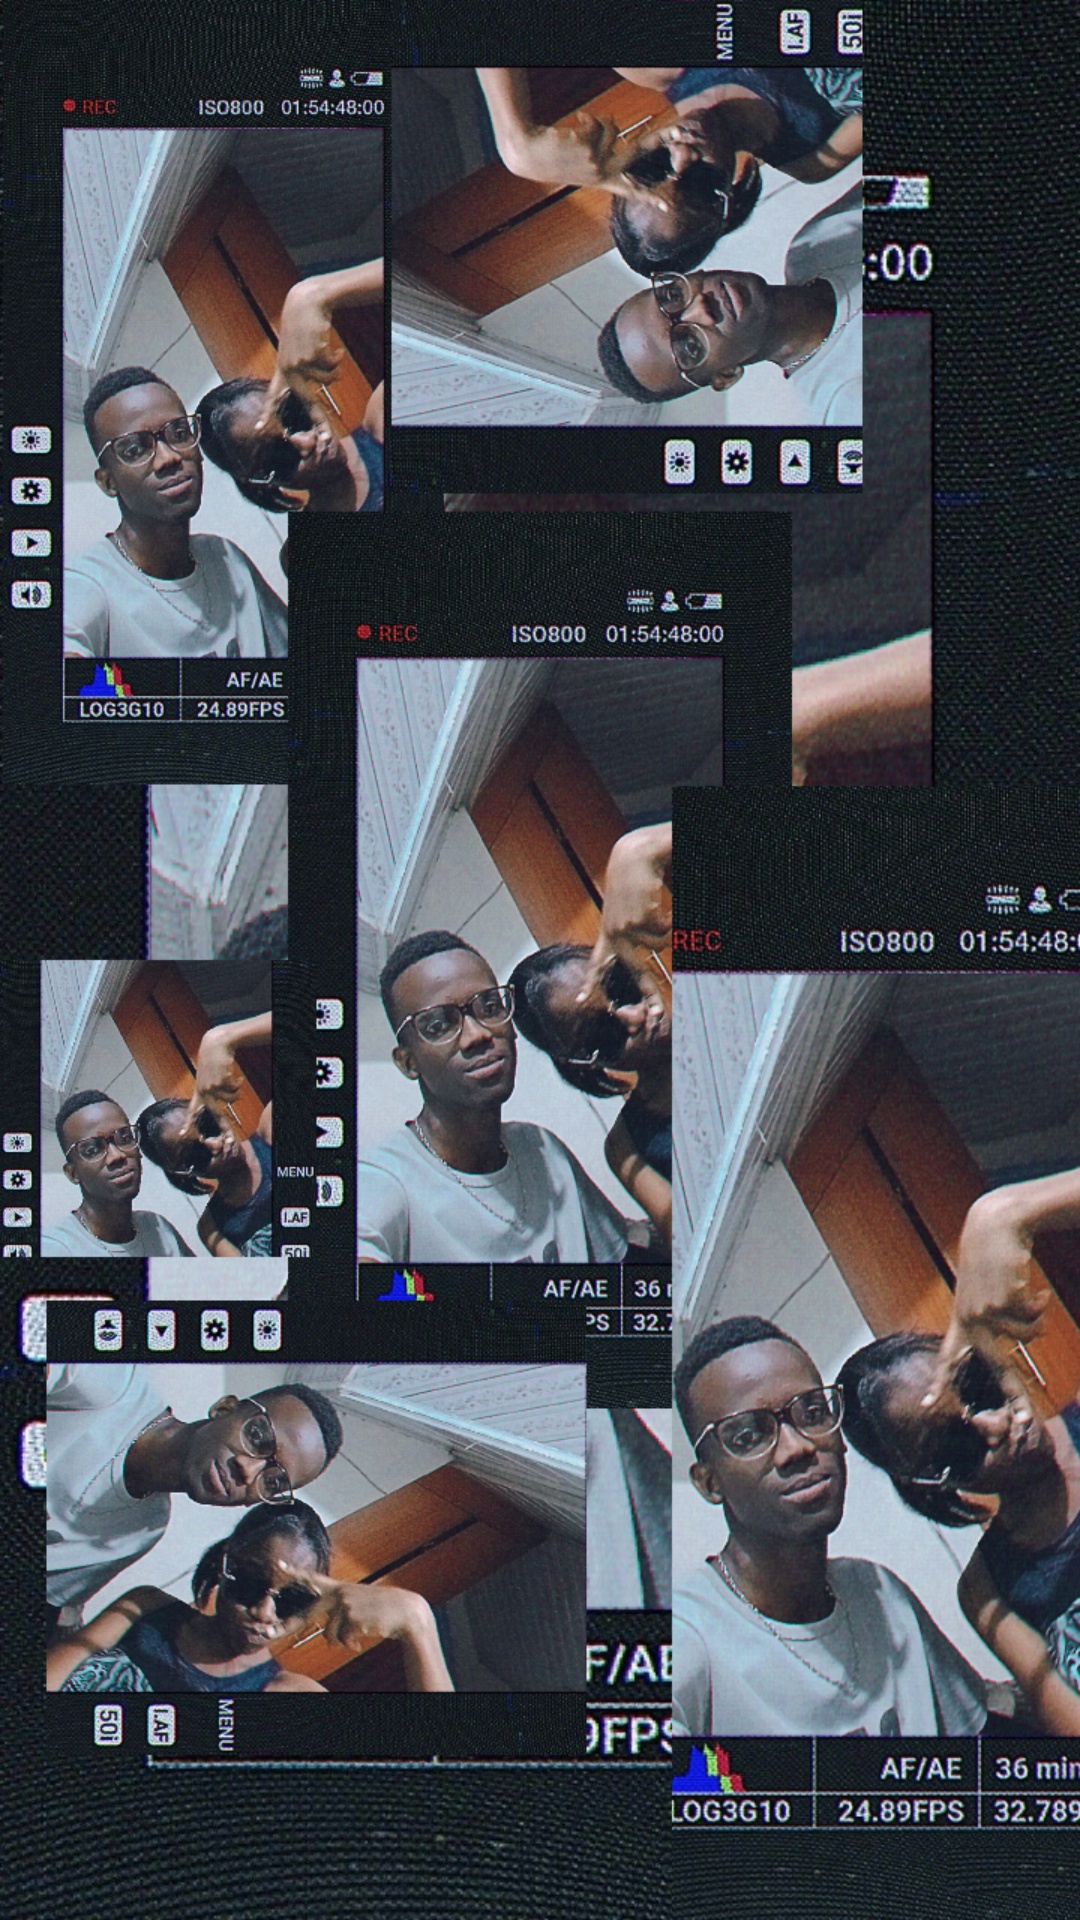 MENU
I.AF
50i
REC
ISO800 01:54:48:00
:00
AF/AE
LOG3G10 24.89FPS
REC
ISO800 01:54:48:00
REC
ISO800 01:54:48:
MENU
I.AF
50i
AF/AE 36
PS 32.7
F/AE
9FPS
50i
I.AF
MENU
AF/AE 36 min
LOG3G10 24.89FPS 32.789